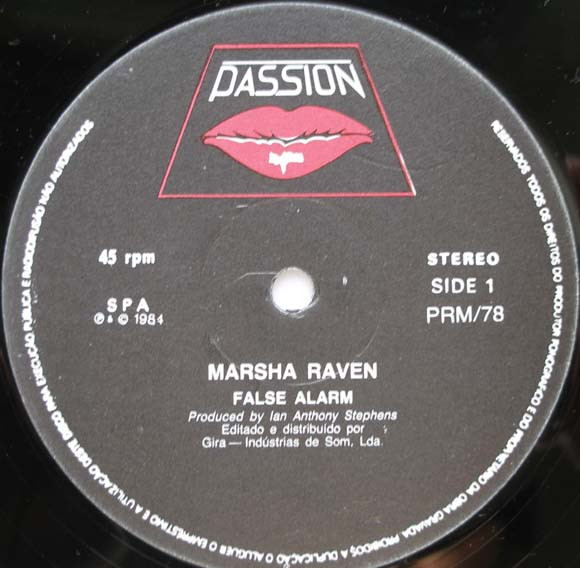 PASSION
45 rpm
SPA
℗ & © 1984
STEREO
SIDE 1
PRM/78
MARSHA RAVEN
FALSE ALARM
Produced by Ian Anthony Stephens
Editado e distribuído por
Gira — Indústrias de Som, Lda.
RESERVADOS TODOS OS DIREITOS DO PRODUTOR FONOGRÁFICO E DO PROPRIETÁRIO DA OBRA GRAVADA PROIBIDOS A DUPLICAÇÃO O ALUGUER O EMPRÉSTIMO E A UTILIZAÇÃO DESTE DISCO PARA EXECUÇÃO PÚBLICA E RADIODIFUSÃO NÃO AUTORIZADOS